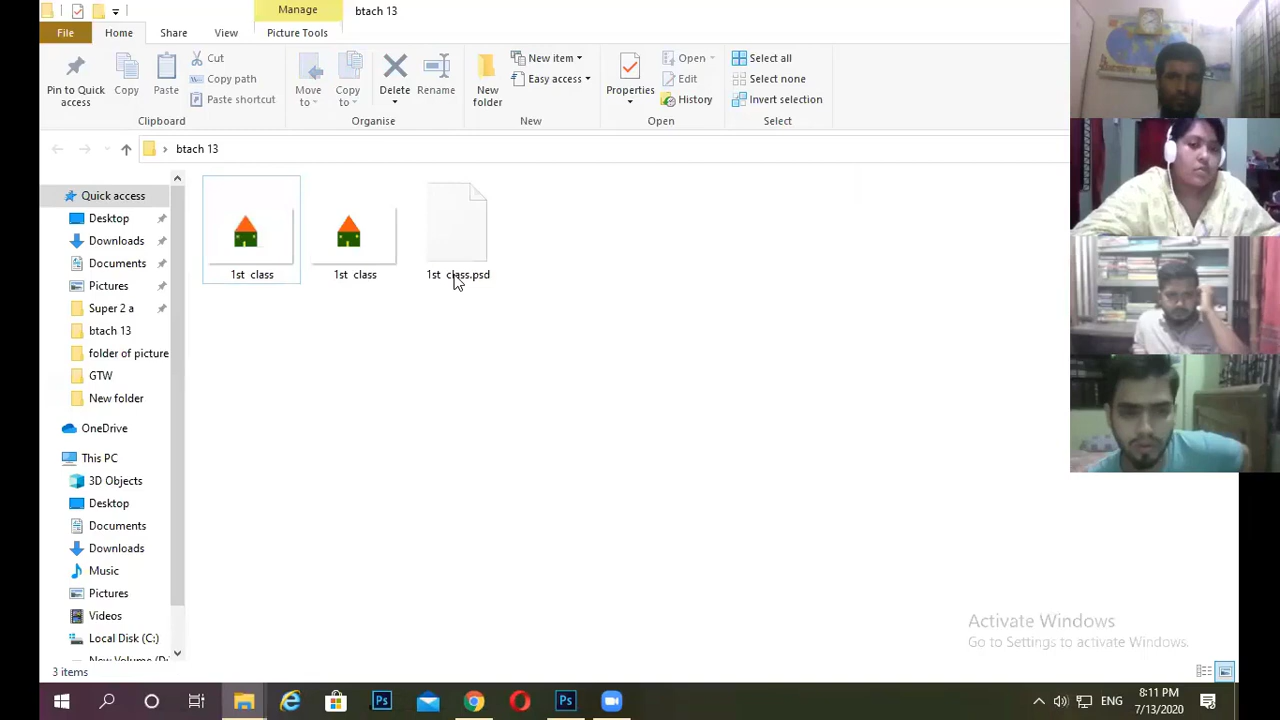 Manage
btach 13
File
Home
Share
View
Picture Tools
Pin to Quick access
Copy
Paste
Cut
Copy path
Paste shortcut
Clipboard
Move to
Copy to
Delete
Rename
Organise
New folder
New item
Easy access
New
Properties
Open
Edit
History
Open
Select all
Select none
Invert selection
Select
btach 13
Quick access
Desktop
Downloads
Documents
Pictures
Super 2 a
btach 13
folder of picture
GTW
New folder
OneDrive
This PC
3D Objects
Desktop
Documents
Downloads
Music
Pictures
Videos
Local Disk (C:)
New Volume (D:
1st class
1st class
1st class.psd
Activate Windows
Go to Settings to activate Windows.
3 items
Ps
Ps
ENG
8:11 PM
7/13/2020